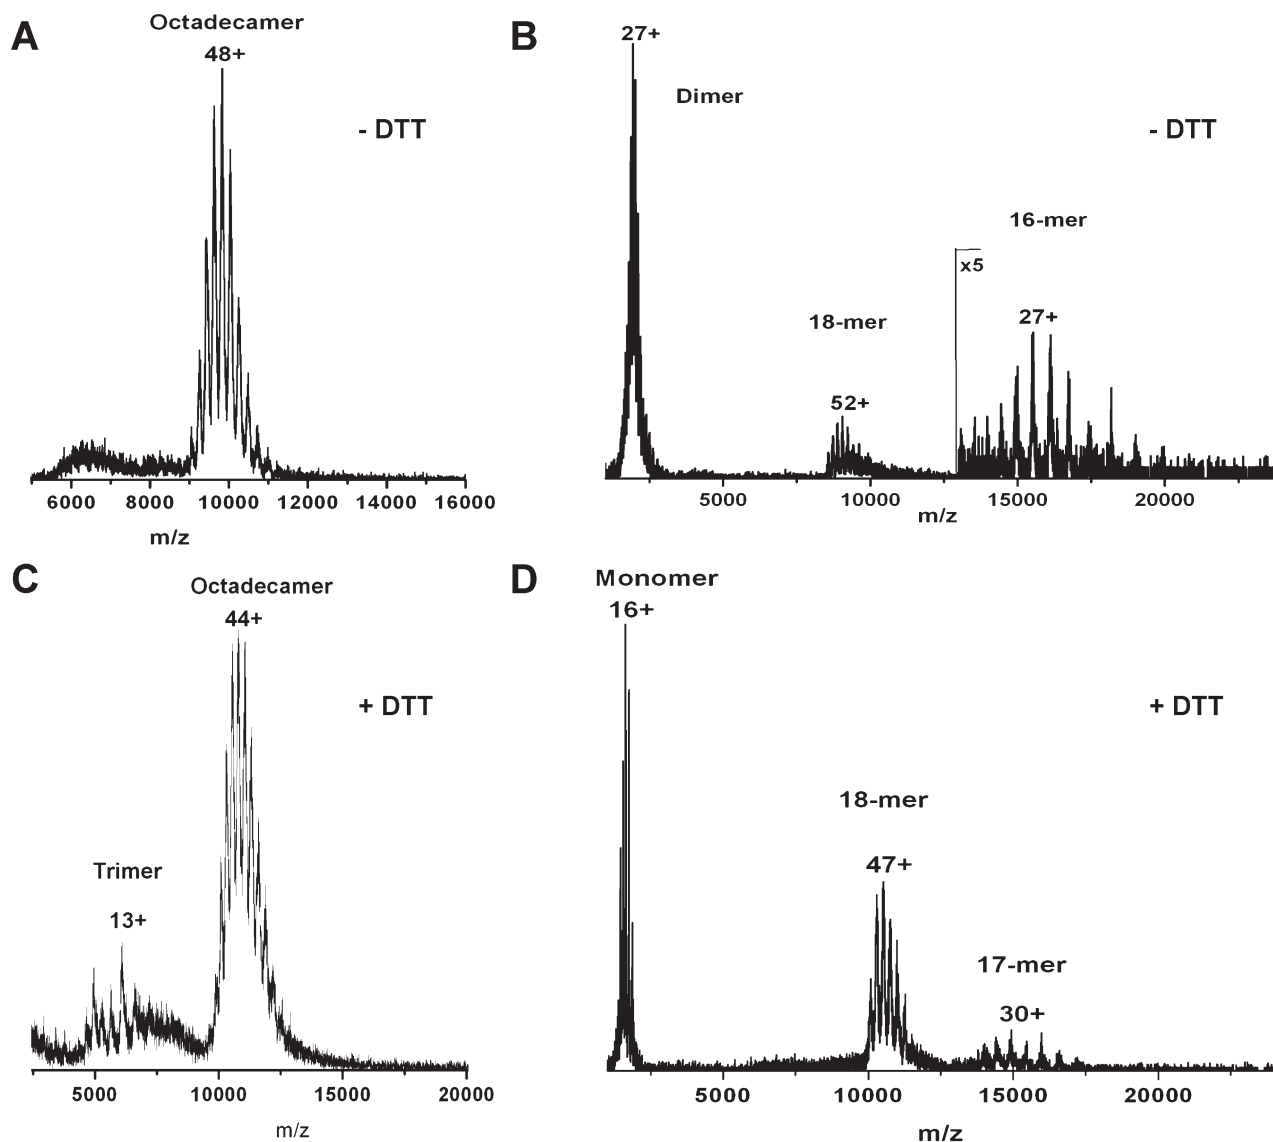 A
Octadecamer
48+
- DTT
6000 8000 10000 12000 14000 16000
m/z
B
27+
Dimer
- DTT
16-mer
x5
18-mer
27+
52+
5000 10000 15000 20000
m/z
C
Octadecamer
44+
+ DTT
Trimer
13+
5000 10000 15000 20000
m/z
D
Monomer
16+
+ DTT
18-mer
47+
17-mer
30+
5000 10000 15000 20000
m/z